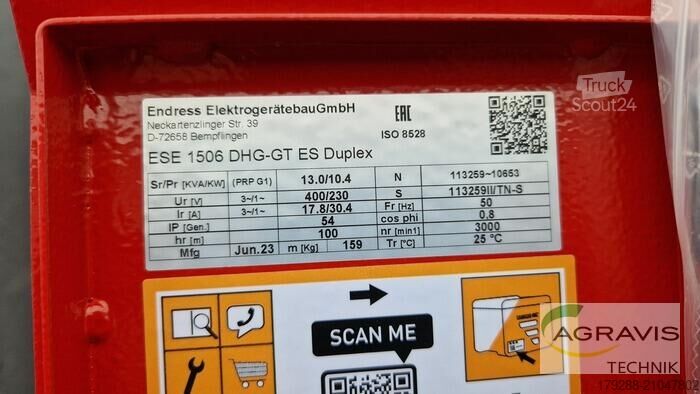 Endress ElektrogerätebauGmbH
Neckartenzlinger Str. 39
D-72658 Bempflingen
EAC
ISO 8528
ESE 1506 DHG-GT ES Duplex
Sr/Pr [KVA/KW] (PRP G1) 13.0/10.4 N 113259~10653
Ur [V] 3~/1~ 400/230 S 113259II/TN-S
Ir [A] 3~/1~ 17.8/30.4 Fr [Hz] 50
IP [Gen.] 54 cos phi 0.8
hr [m] 100 nr [min1] 3000
Mfg Jun.23 m [Kg] 159 Tr [°C] 25 °C
SCAN ME
Truck
Scout24
AGRAVIS
TECHNIK
179288-21047802